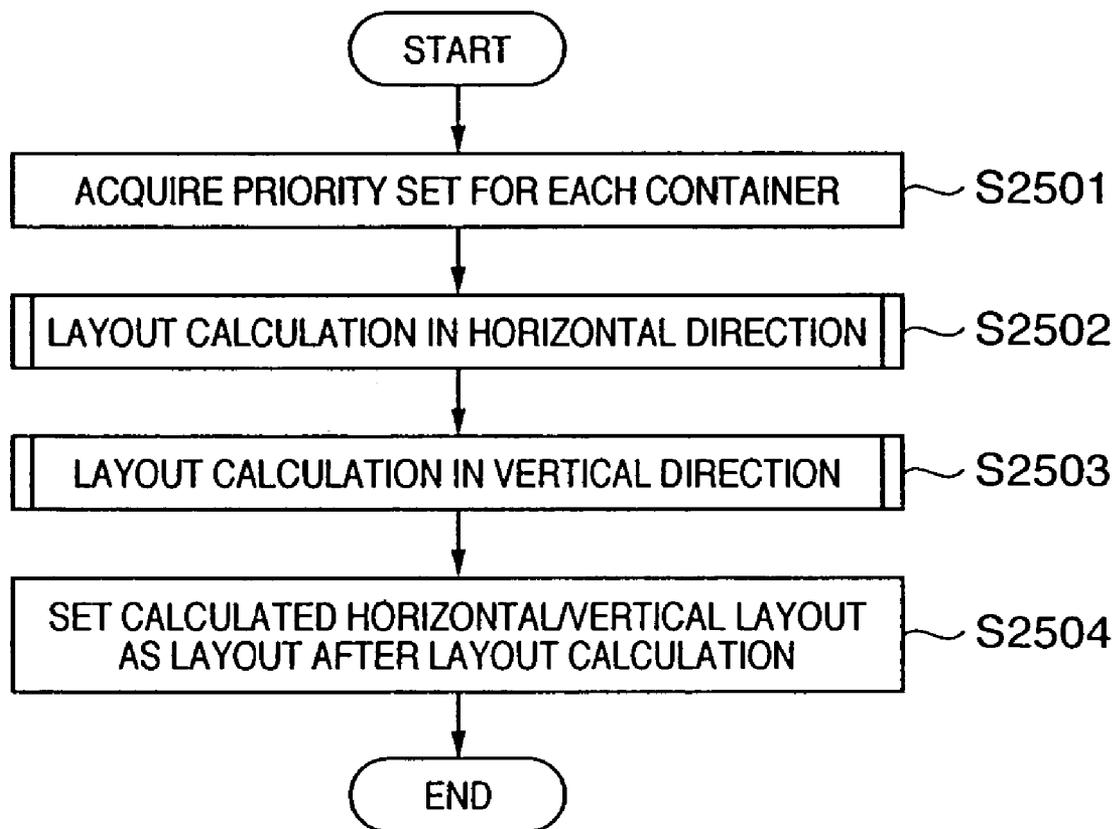 START
ACQUIRE PRIORITY SET FOR EACH CONTAINER
S2501
LAYOUT CALCULATION IN HORIZONTAL DIRECTION
S2502
LAYOUT CALCULATION IN VERTICAL DIRECTION
S2503
SET CALCULATED HORIZONTAL/VERTICAL LAYOUT
AS LAYOUT AFTER LAYOUT CALCULATION
S2504
END